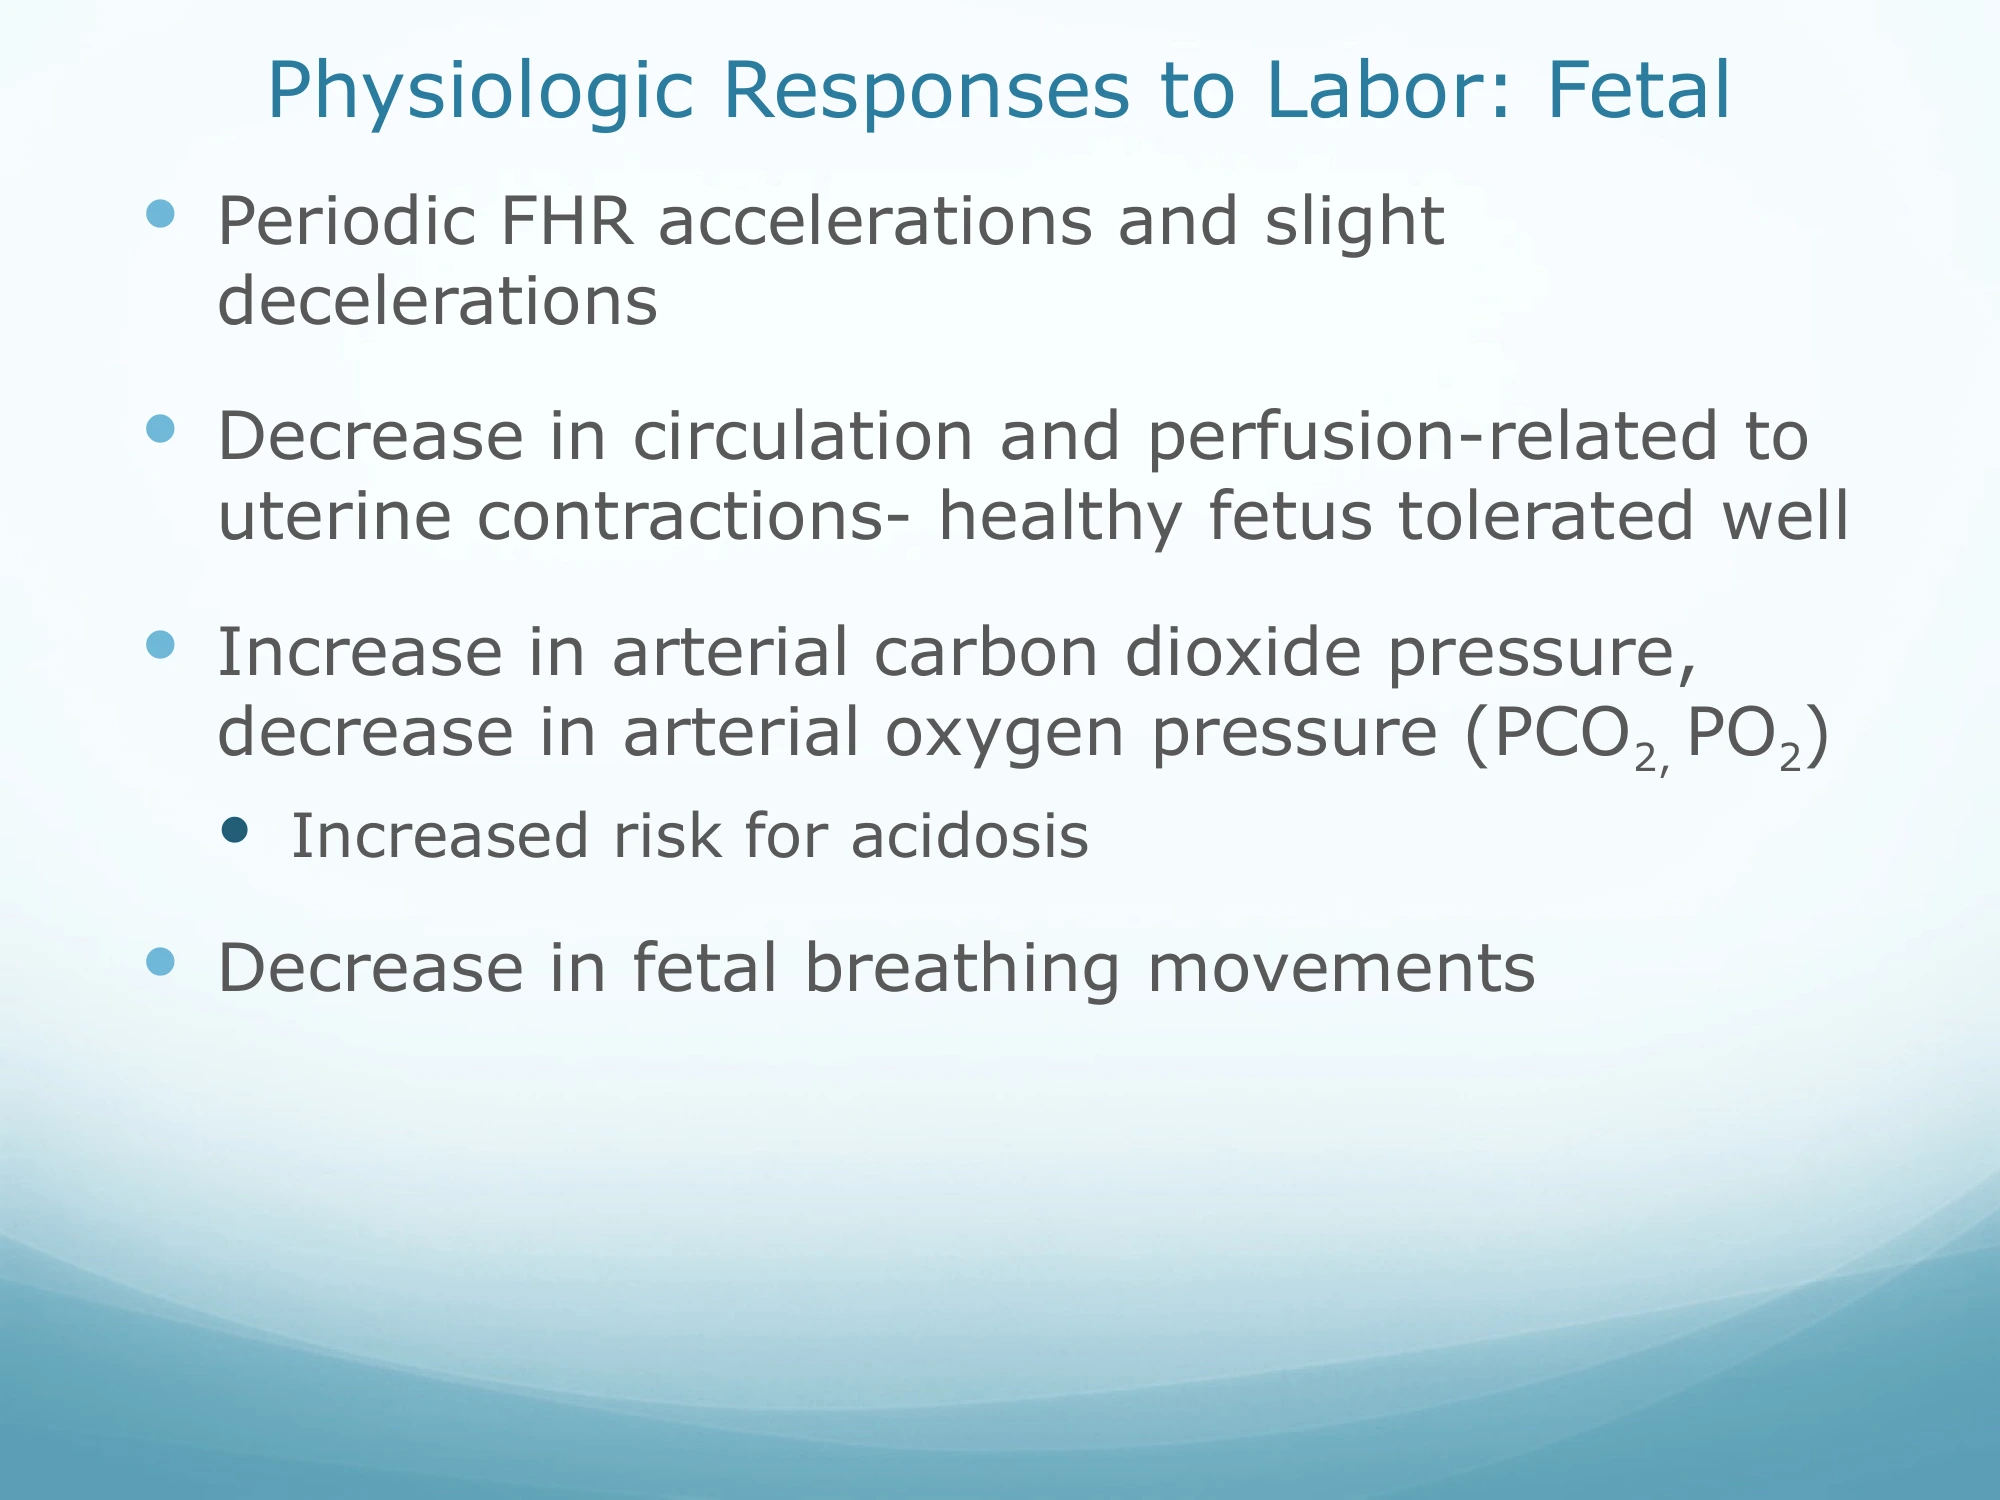 Physiologic Responses to Labor: Fetal
• Periodic FHR accelerations and slight
decelerations
• Decrease in circulation and perfusion-related to
uterine contractions- healthy fetus tolerated well
• Increase in arterial carbon dioxide pressure,
decrease in arterial oxygen pressure (PCO₂, PO₂)
• Increased risk for acidosis
• Decrease in fetal breathing movements